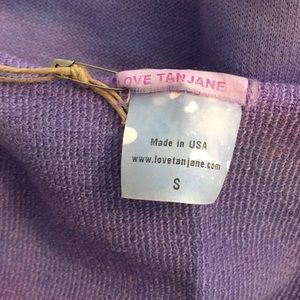 LOVE TANJANE
Made in USA
www.lovetanjane.com
S